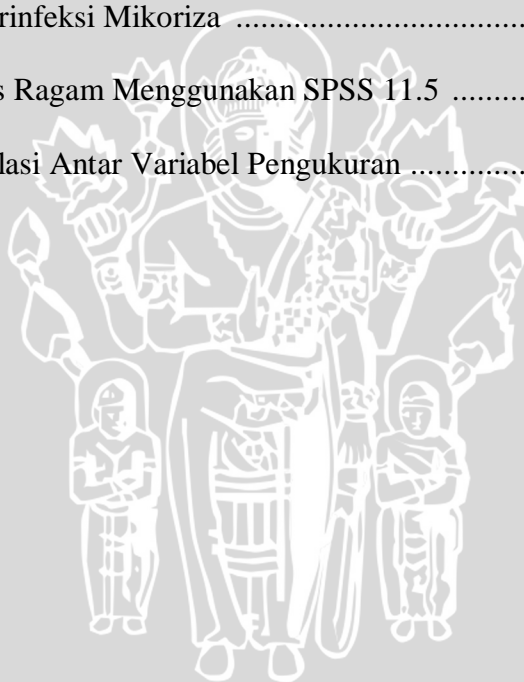 rinfeksi Mikoriza ....................................
s Ragam Menggunakan SPSS 11.5 .........
lasi Antar Variabel Pengukuran ..............